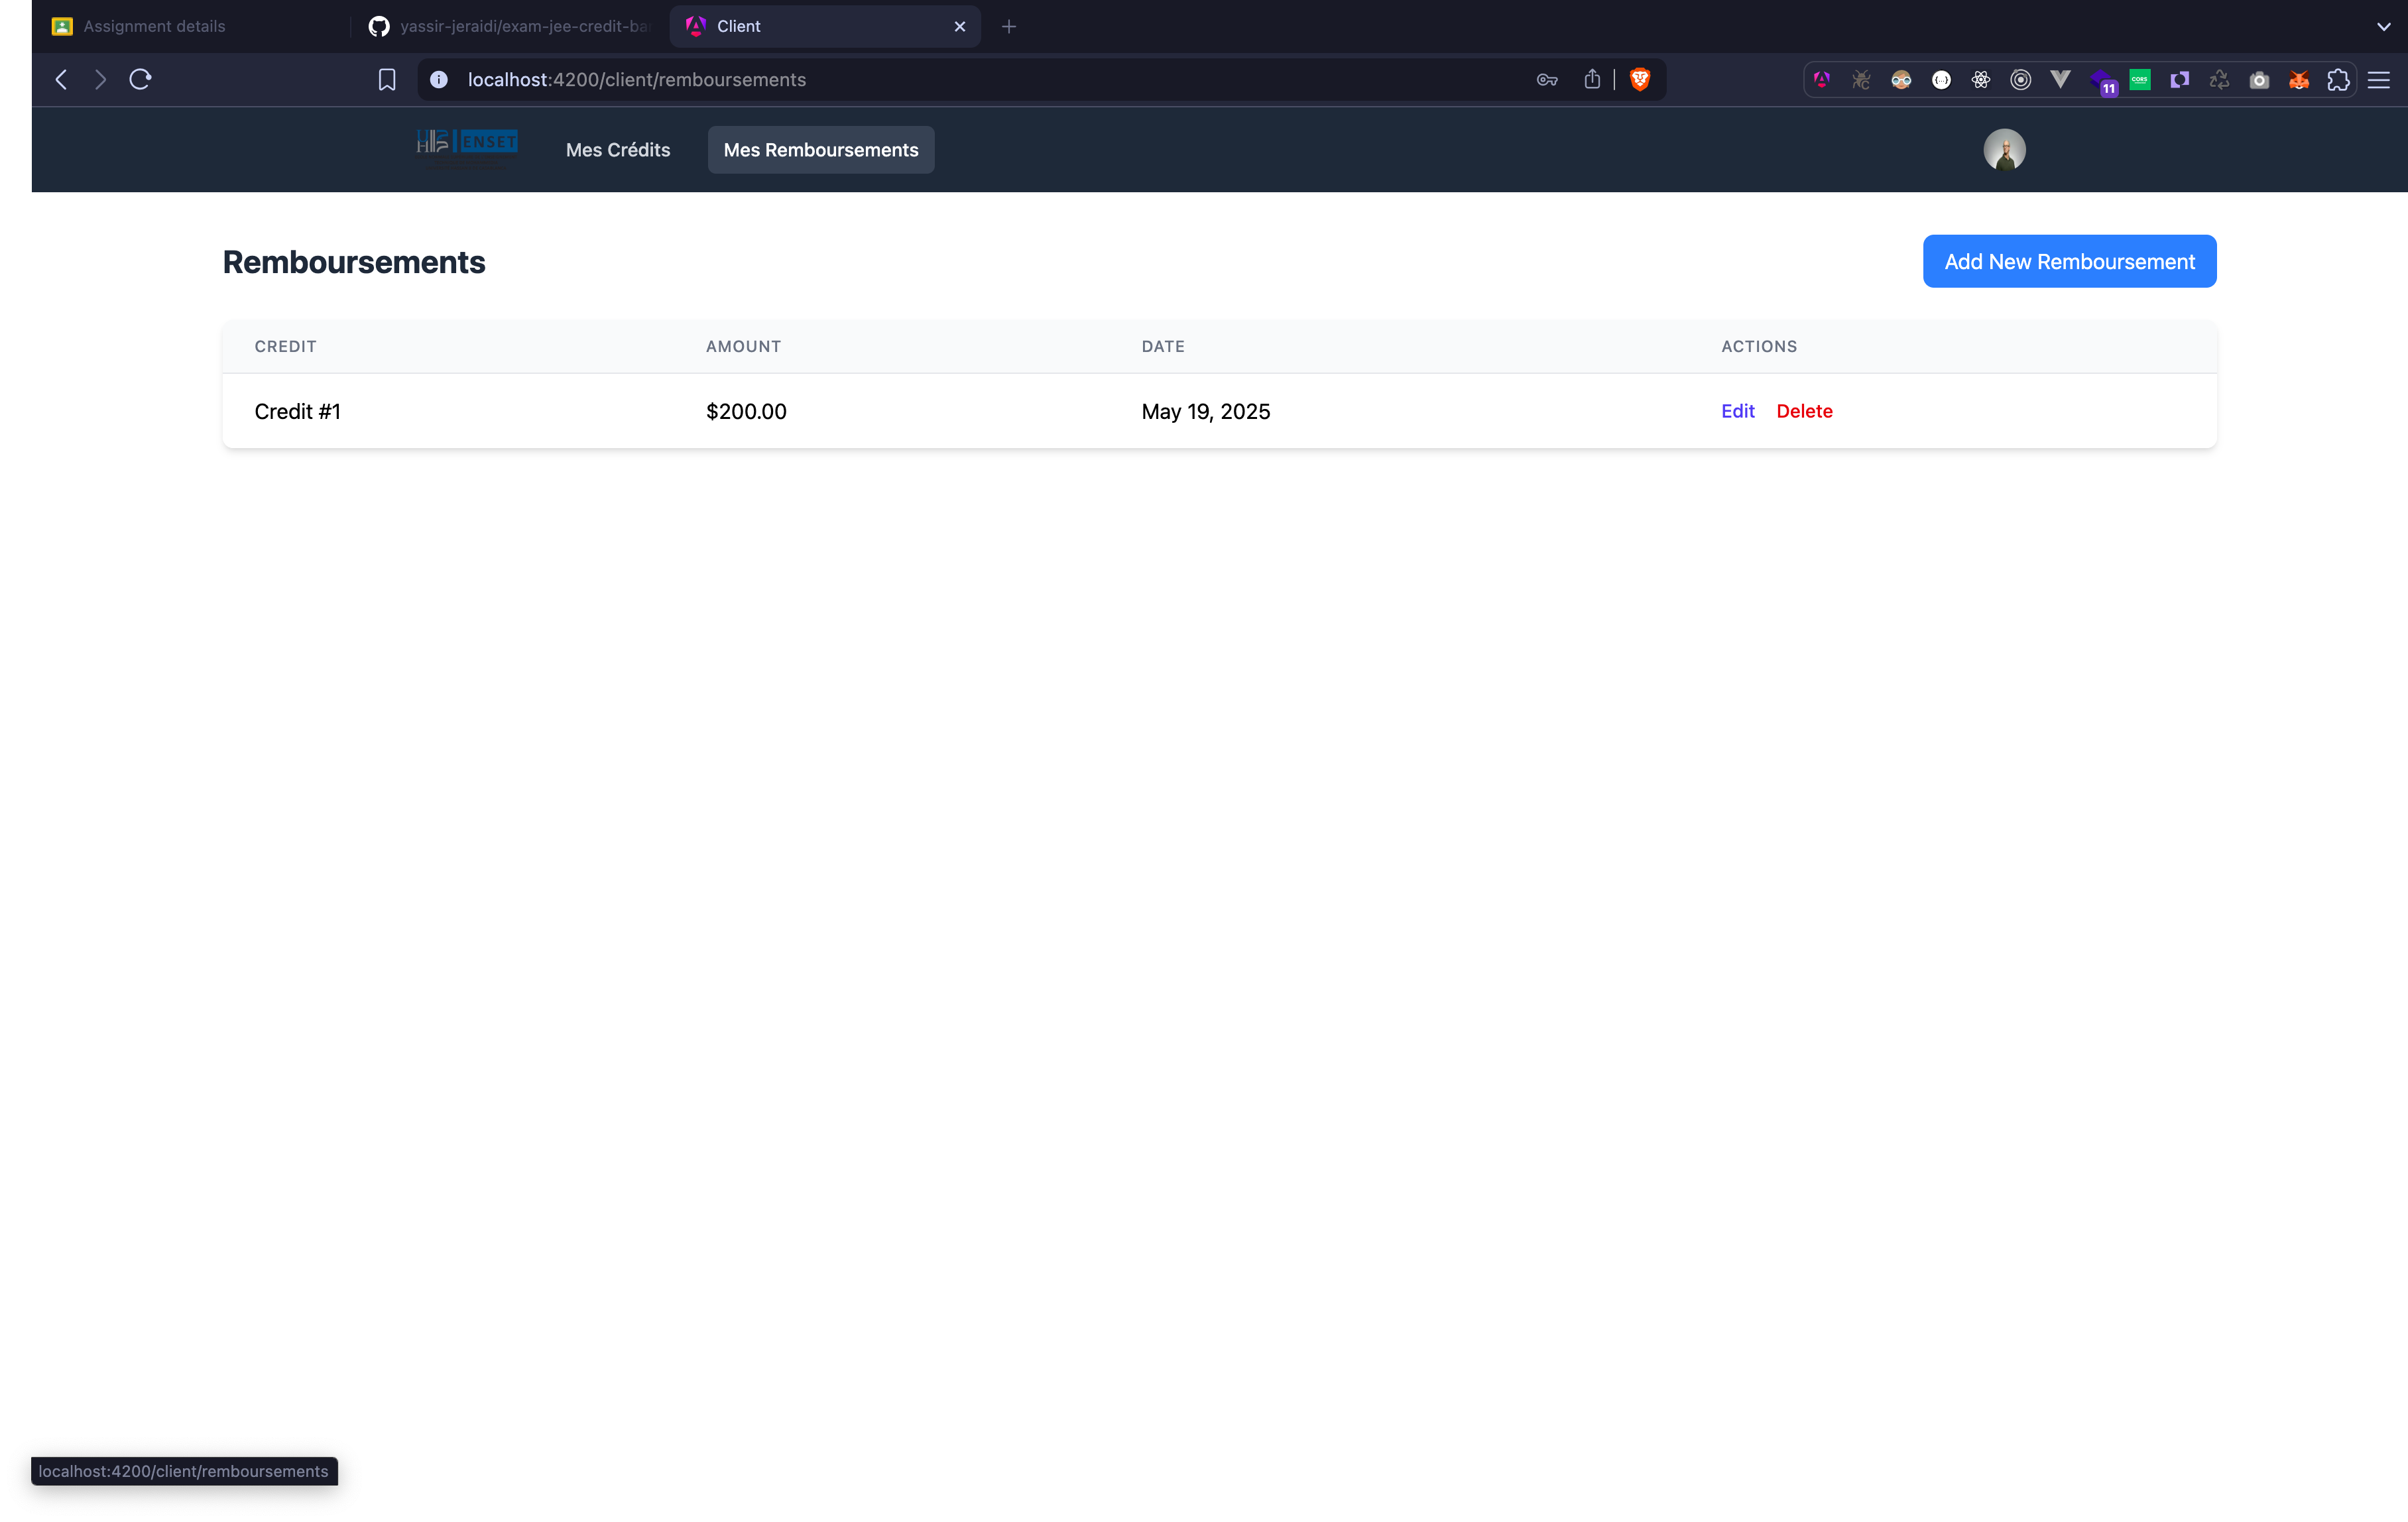 Assignment details
yassir-jeraidi/exam-jee-credit-ba
Client
localhost:4200/client/remboursements
11
CORS
ENSET
Mes Crédits
Mes Remboursements
Remboursements
Add New Remboursement
CREDIT AMOUNT DATE ACTIONS
Credit #1 $200.00 May 19, 2025 Edit Delete
localhost:4200/client/remboursements